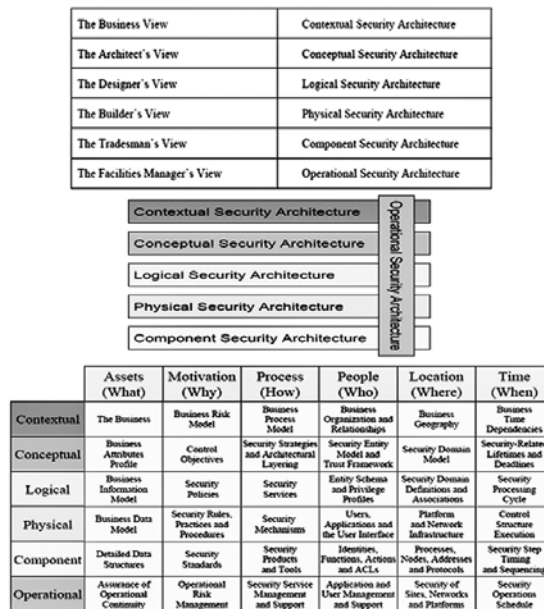 The Business View Contextual Security Architecture
The Architect's View Conceptual Security Architecture
The Designer's View Logical Security Architecture
The Builder's View Physical Security Architecture
The Tradesman's View Component Security Architecture
The Facilities Manager's View Operational Security Architecture
Contextual Security Architecture
Conceptual Security Architecture
Logical Security Architecture
Physical Security Architecture
Component Security Architecture
Operational Security Architecture
Assets Motivation Process People Location Time
(What) (Why) (How) (Who) (Where) (When)
Contextual
The Business
Business Risk
Model
Business
Process
Model
Business
Organization and
Relationships
Business
Geography
Business
Time
Dependencies
Conceptual
Business
Attributes
Profile
Control
Objectives
Security Strategies
and Architectural
Layering
Security Entity
Model and
Trust Framework
Security Domain
Model
Security-Related
Lifetimes and
Deadlines
Logical
Business
Information
Model
Security
Policies
Security
Services
Entity Schema
and Privilege
Profiles
Security Domain
Definitions and
Associations
Security
Processing
Cycle
Physical
Business Data
Model
Security Rules,
Practices and
Procedures
Security
Mechanisms
Users,
Applications and
the User Interface
Platform
and Network
Infrastructure
Control
Structure
Execution
Component
Detailed Data
Structures
Security
Standards
Security
Products
and Tools
Identities,
Functions, Actions
and ACLs
Processes,
Nodes, Addresses
and Protocols
Security Step
Timing
and Sequencing
Operational
Assurance of
Operational
Continuity
Operational
Risk
Management
Security Service
Management
and Support
Application and
User Management
and Support
Security of
Sites, Networks
and Platforms
Security
Operations
Schedule